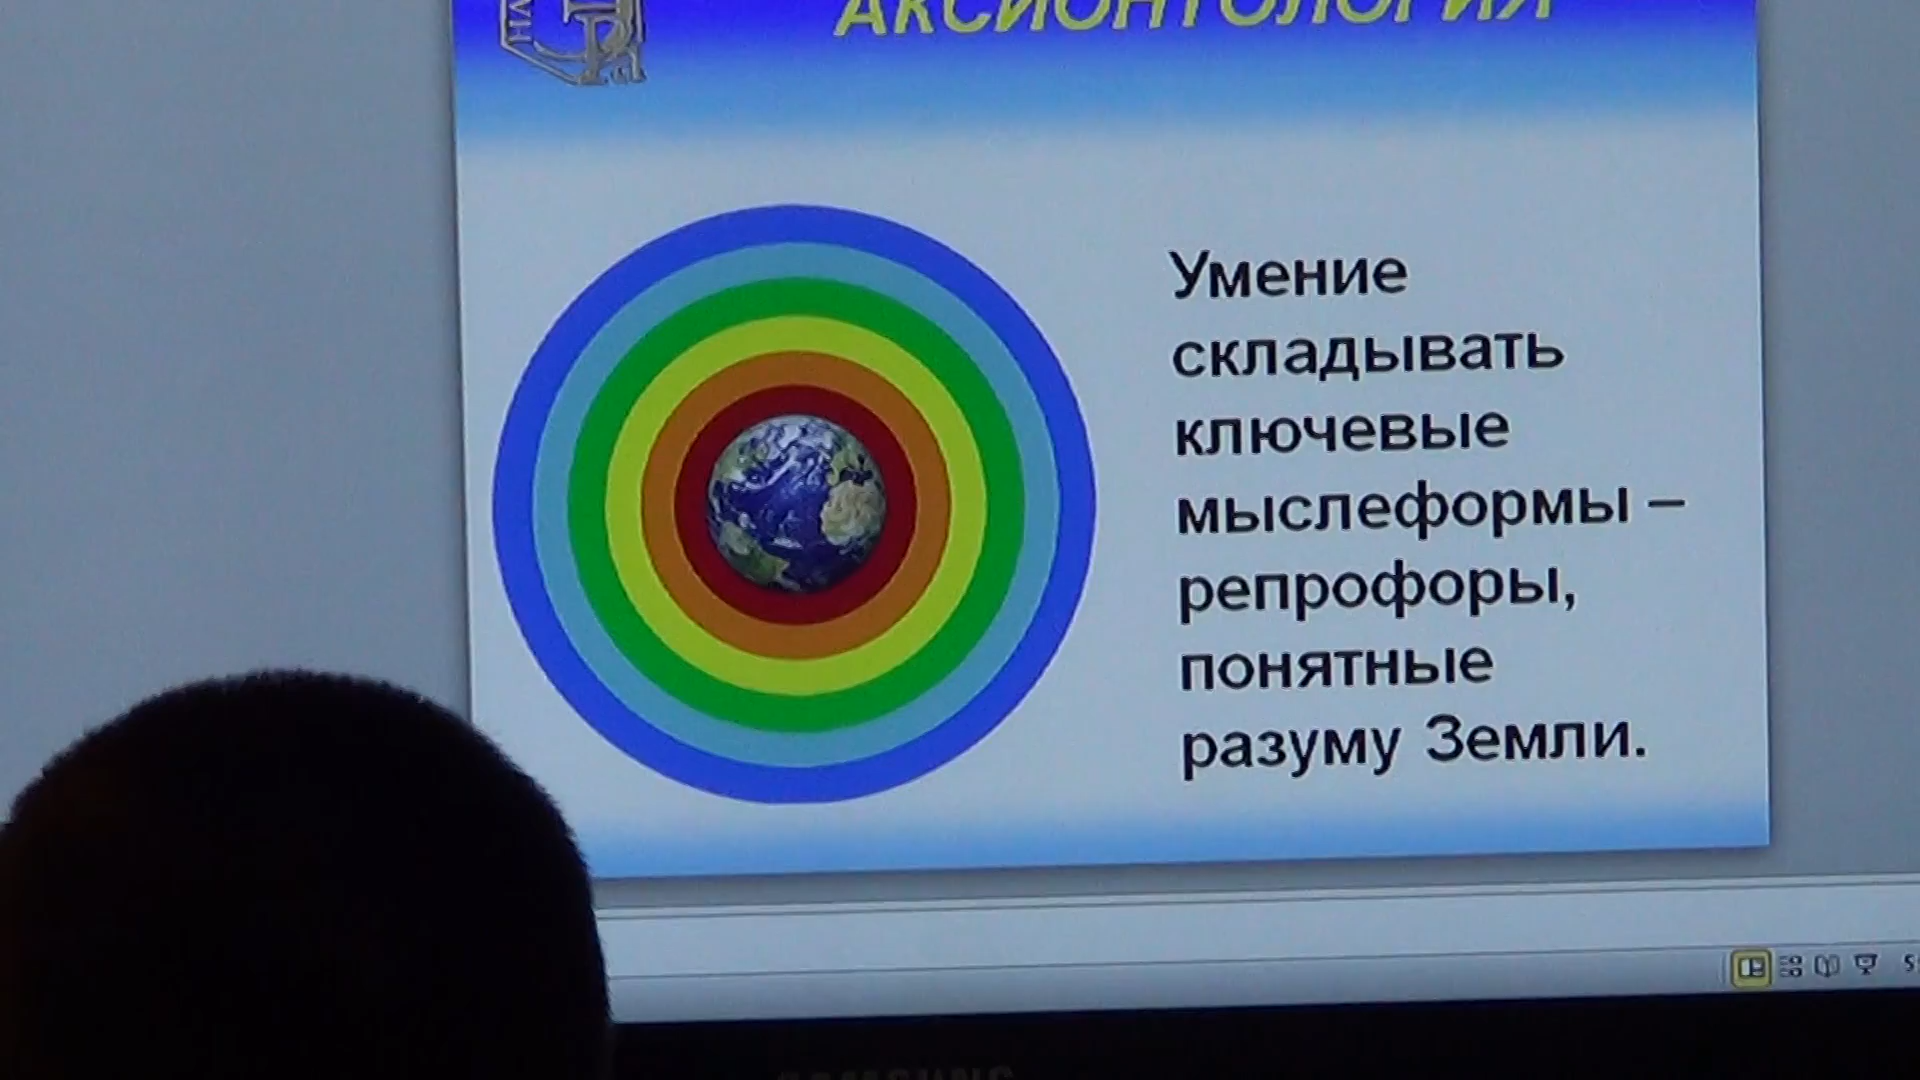 АКСИОНТОЛОГИЯ
Умение
складывать
ключевые
мыслеформы –
репрофоры,
понятные
разуму Земли.